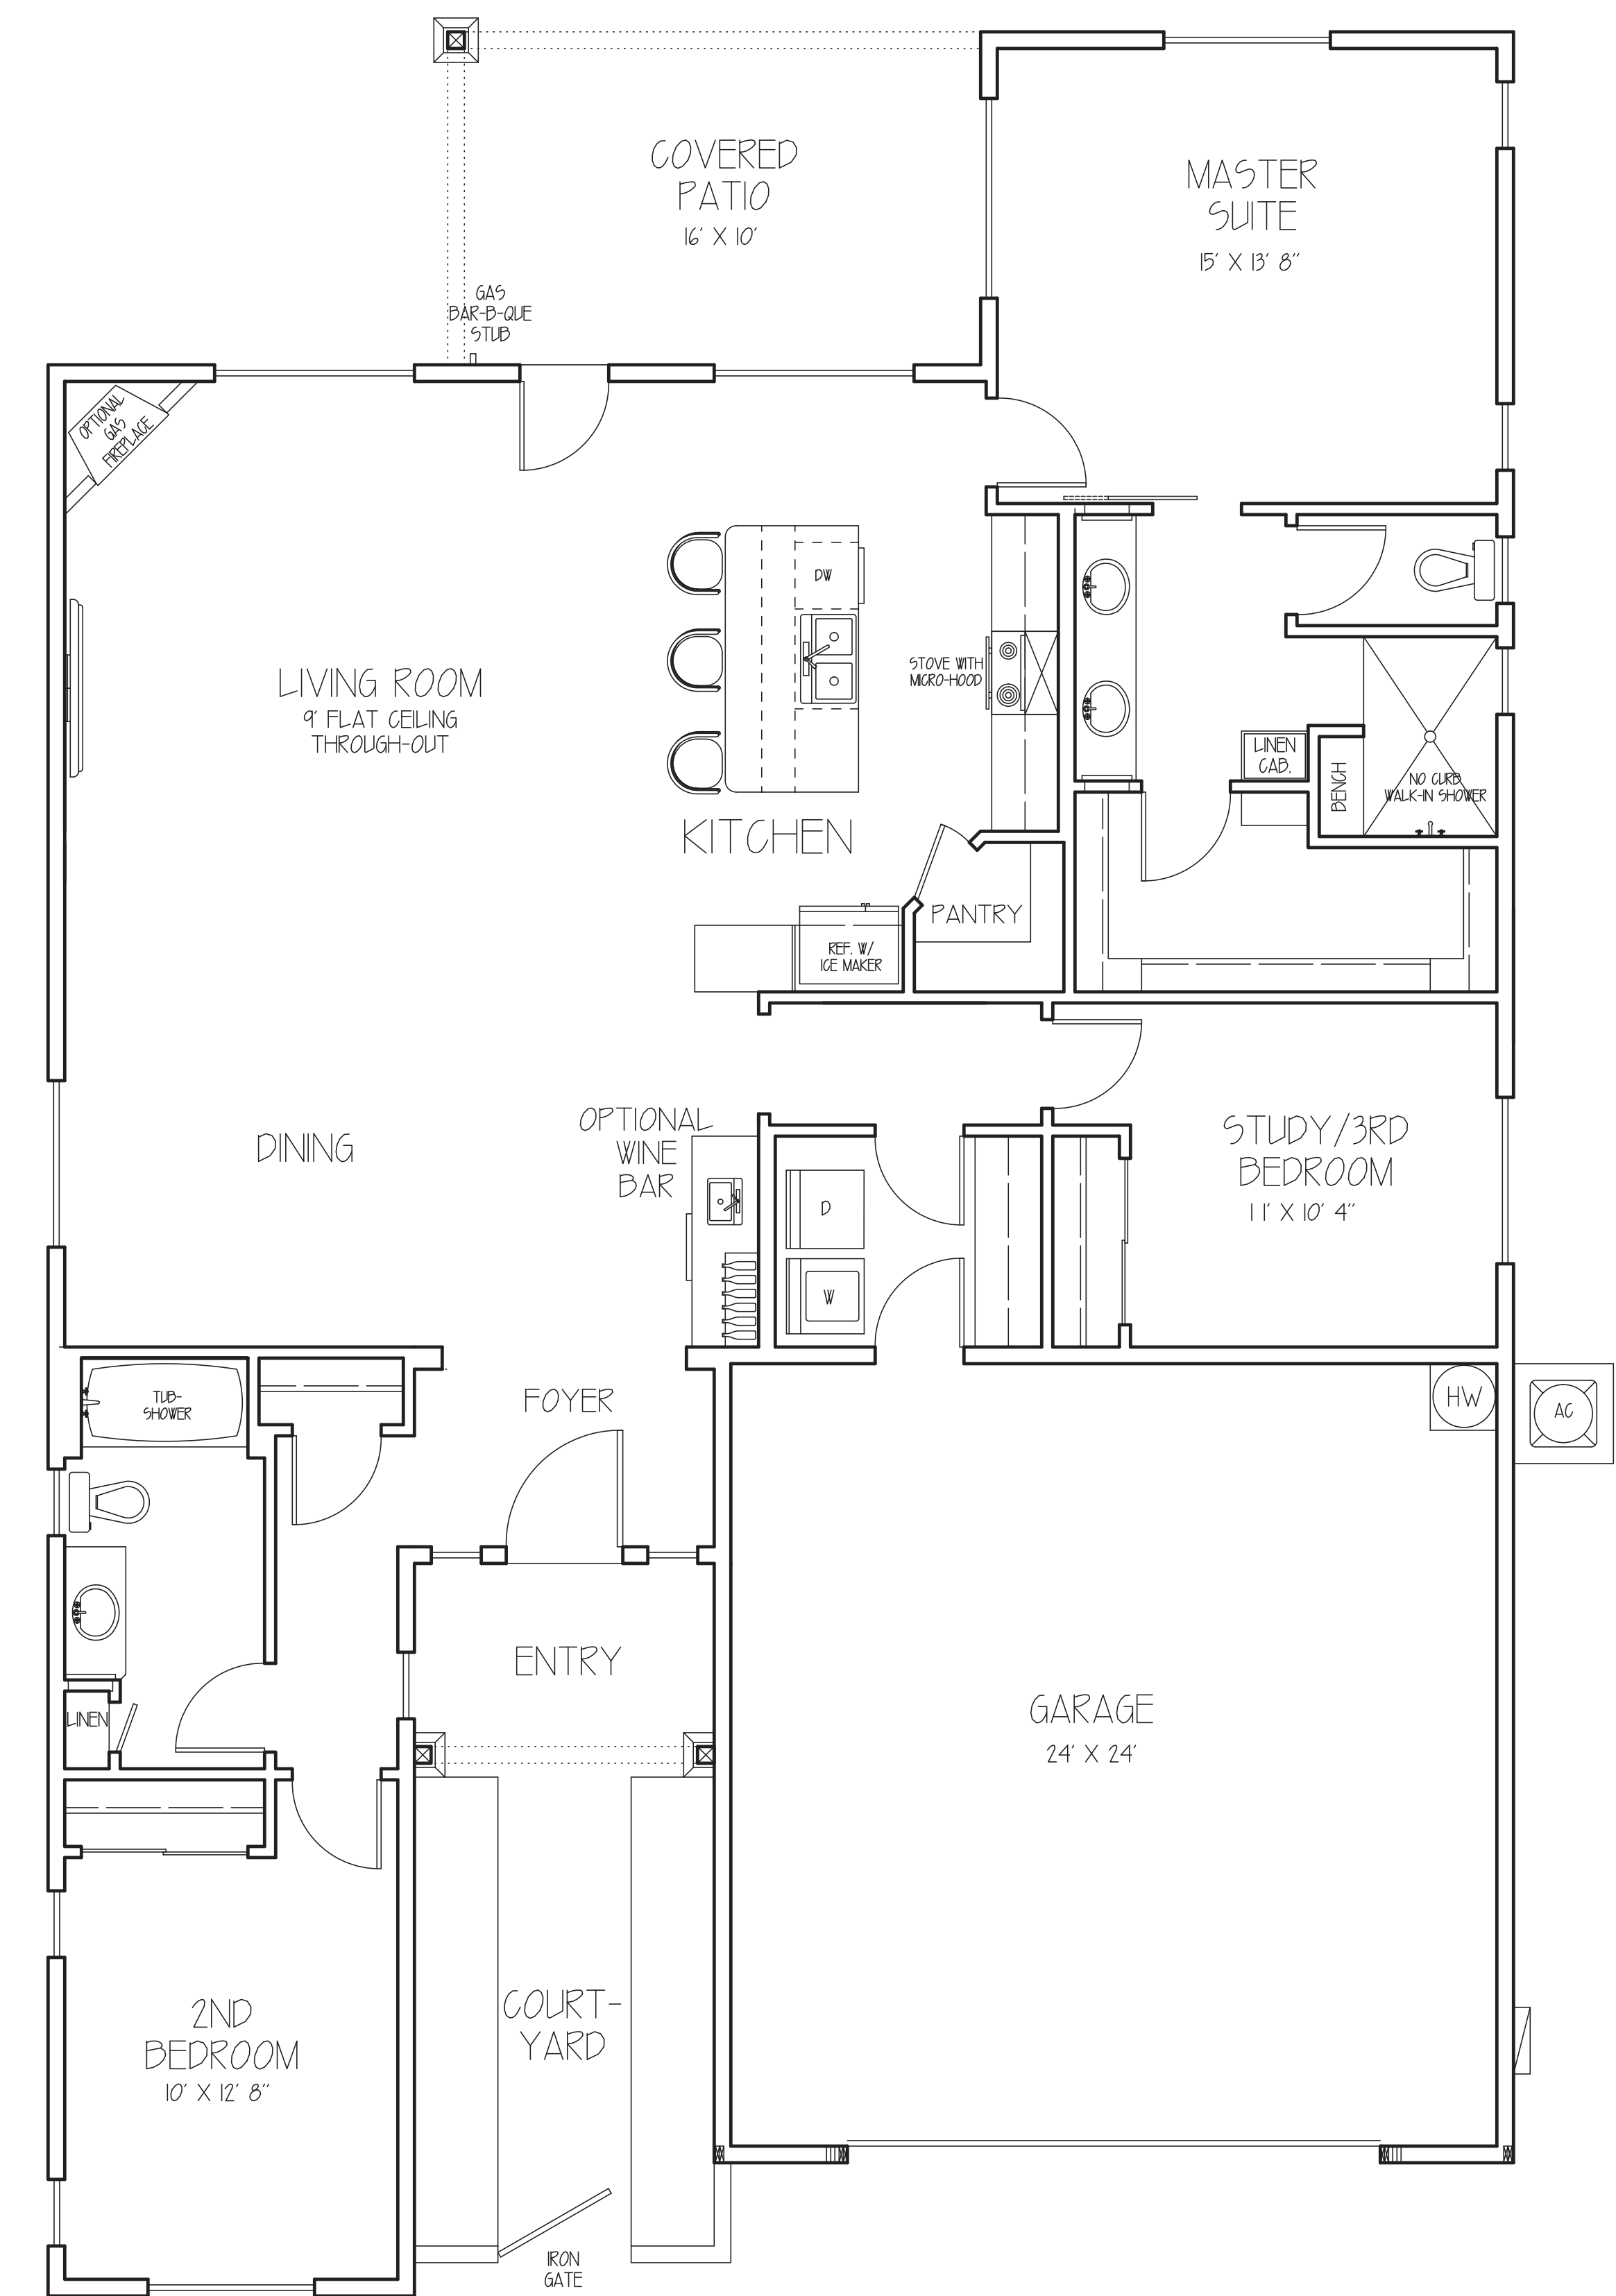 COVERED
PATIO
16' X 10'
MASTER
SUITE
15' X 13' 8"
GAS
BAR-B-QUE
STUB
OPTIONAL
GAS
FIREPLACE
DW
STOVE WITH
MICRO-HOOD
LIVING ROOM
9' FLAT CEILING
THROUGH-OUT
LINEN
CAB.
BENCH
NO CURB
WALK-IN SHOWER
KITCHEN
PANTRY
REF. W/
ICE MAKER
DINING
OPTIONAL
WINE
BAR
D
W
STUDY/3RD
BEDROOM
11' X 10' 4"
TUB-
SHOWER
FOYER
HW
AC
ENTRY
LINEN
GARAGE
24' X 24'
2ND
BEDROOM
10' X 12' 8"
COURT-
YARD
IRON
GATE